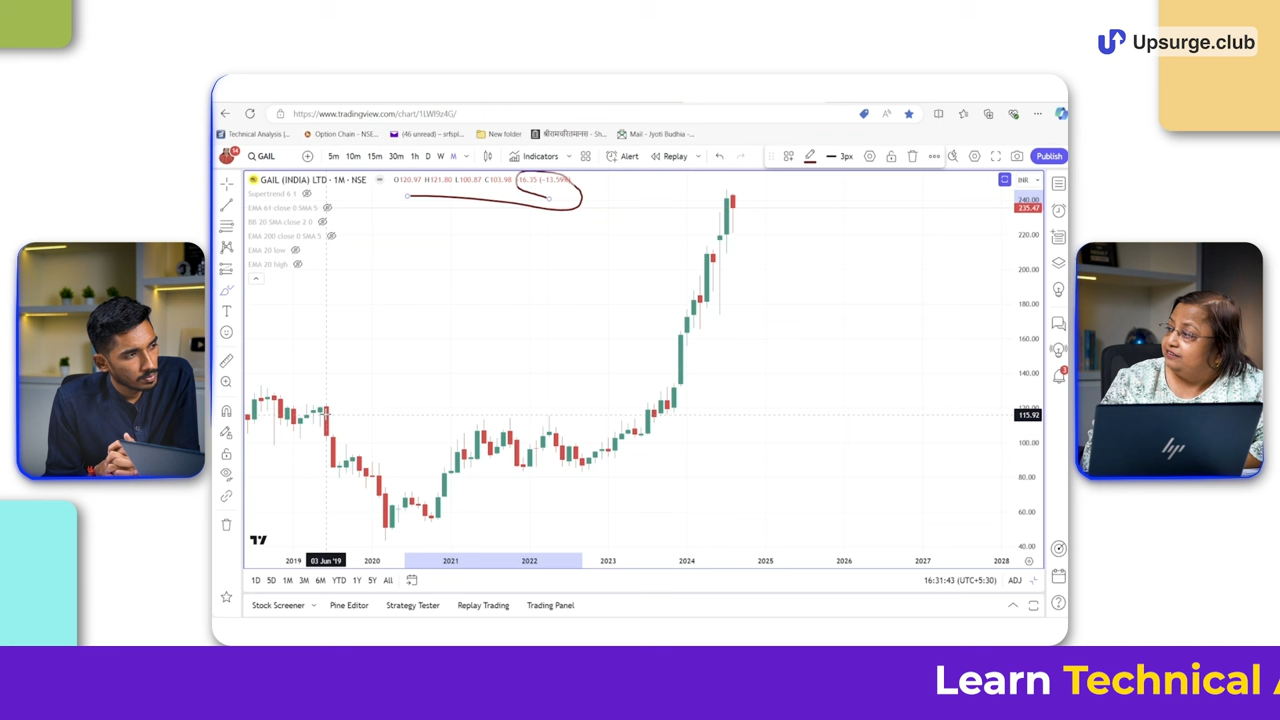 Upsurge.club
https://www.tradingview.com/chart/1LWI9z4G/
Technical Analysis |... Option Chain - NSE... (46 unread) – srfspl... New folder श्रीरामचरितमानस - Sh... Mail - Jyoti Budhia -...
14 GAIL 5m 10m 15m 30m 1h D W M Indicators Alert Replay 3px Publish
GAIL (INDIA) LTD · 1M · NSE O120.97 H121.80 L100.87 C103.98 -16.35 (-13.59%) INR
Supertrend 6 1
EMA 61 close 0 SMA 5
BB 20 SMA close 2 0
EMA 200 close 0 SMA 5
EMA 20 low
EMA 20 high
240.00
235.47
220.00
200.00
180.00
160.00
140.00
120.00
115.92
100.00
80.00
60.00
40.00
3
2019 03 Jun '19 2020 2021 2022 2023 2024 2025 2026 2027 2028
1D 5D 1M 3M 6M YTD 1Y 5Y All 16:31:43 (UTC+5:30) ADJ
Stock Screener Pine Editor Strategy Tester Replay Trading Trading Panel
hp
Learn Technical